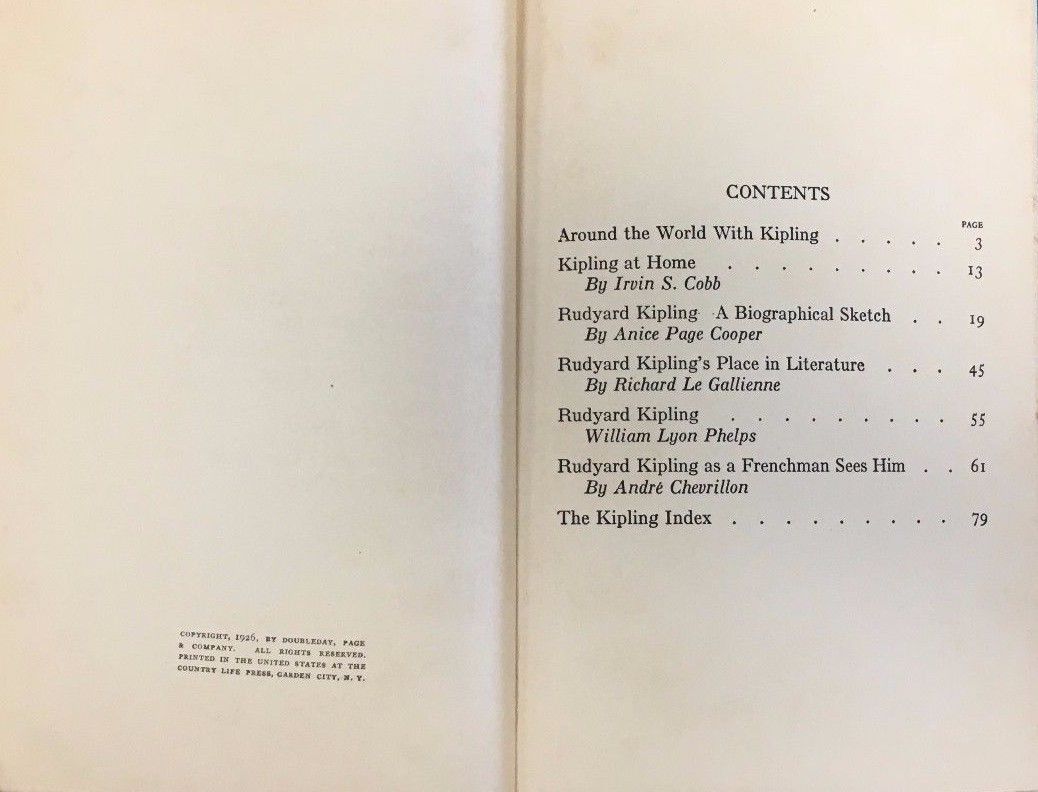 COPYRIGHT, 1926, BY DOUBLEDAY, PAGE
& COMPANY. ALL RIGHTS RESERVED.
PRINTED IN THE UNITED STATES AT THE
COUNTRY LIFE PRESS, GARDEN CITY, N. Y.
CONTENTS
PAGE
Around the World With Kipling . . . . . 3
Kipling at Home . . . . . . . . . 13
By Irvin S. Cobb
Rudyard Kipling A Biographical Sketch . . 19
By Anice Page Cooper
Rudyard Kipling's Place in Literature . . . 45
By Richard Le Gallienne
Rudyard Kipling . . . . . . . . . 55
William Lyon Phelps
Rudyard Kipling as a Frenchman Sees Him . . 61
By André Chevrillon
The Kipling Index . . . . . . . . . 79